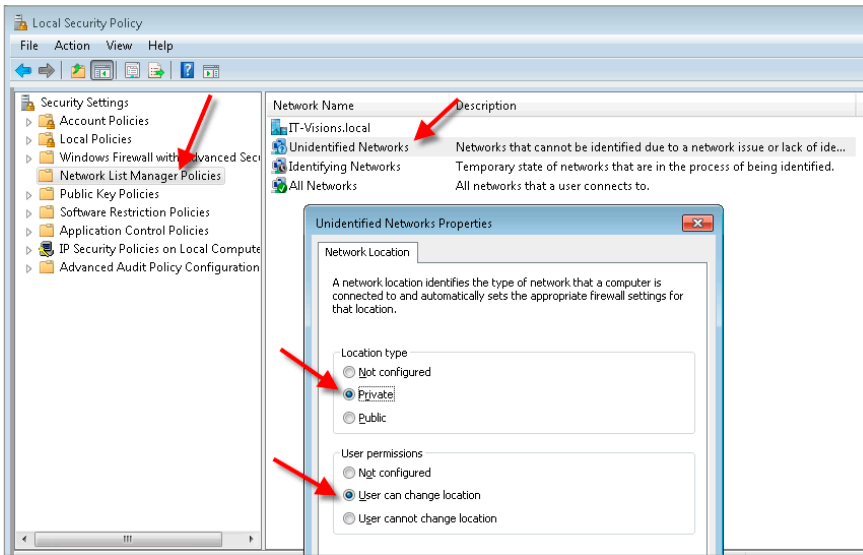 Local Security Policy
File Action View Help
Security Settings
Account Policies
Local Policies
Windows Firewall with Advanced Secu
Network List Manager Policies
Public Key Policies
Software Restriction Policies
Application Control Policies
IP Security Policies on Local Compute
Advanced Audit Policy Configuration
Network Name Description
IT-Visions.local
Unidentified Networks Networks that cannot be identified due to a network issue or lack of ide...
Identifying Networks Temporary state of networks that are in the process of being identified.
All Networks All networks that a user connects to.
Unidentified Networks Properties
Network Location
A network location identifies the type of network that a computer is
connected to and automatically sets the appropriate firewall settings for
that location.
Location type
Not configured
Private
Public
User permissions
Not configured
User can change location
User cannot change location